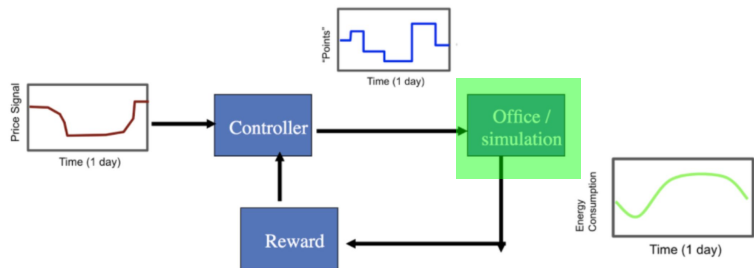 "Points"
Time (1 day)
Price Signal
Time (1 day)
Controller
Office /
simulation
Reward
Energy
Consumption
Time (1 day)